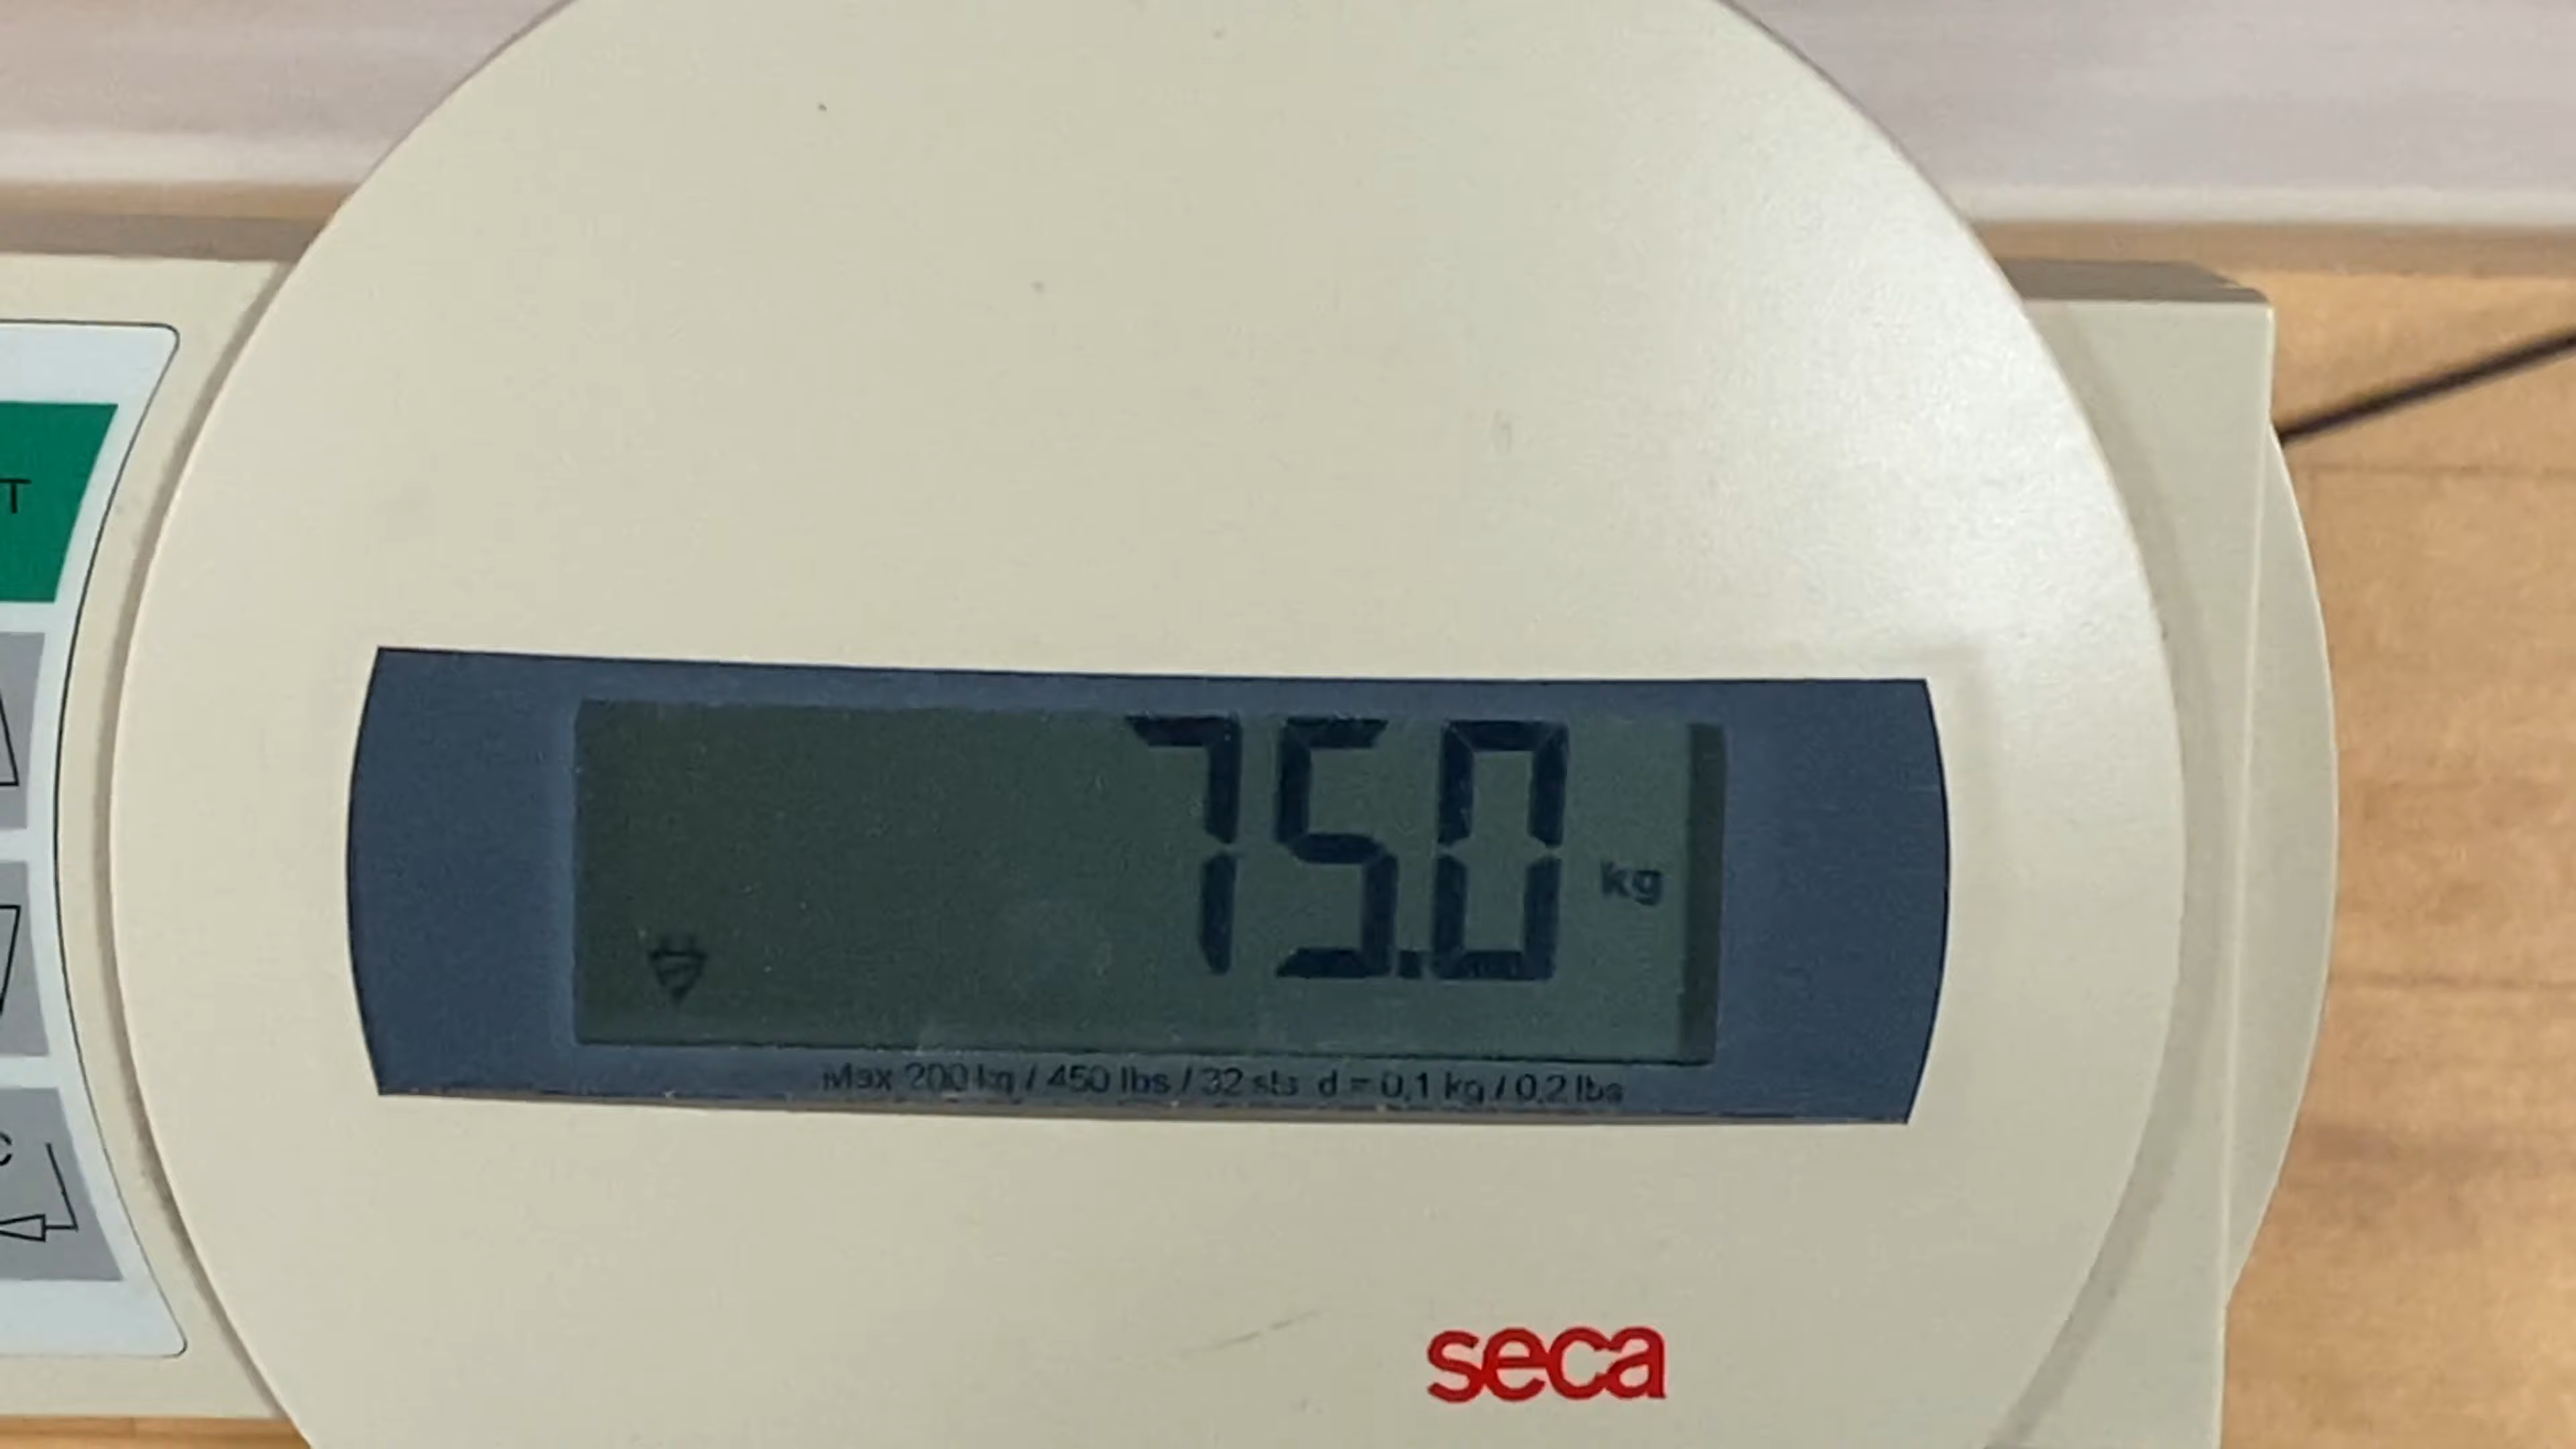 T
75.0 kg
Max 200 kg / 450 lbs / 32 sts d = 0,1 kg / 0,2 lbs
C
seca